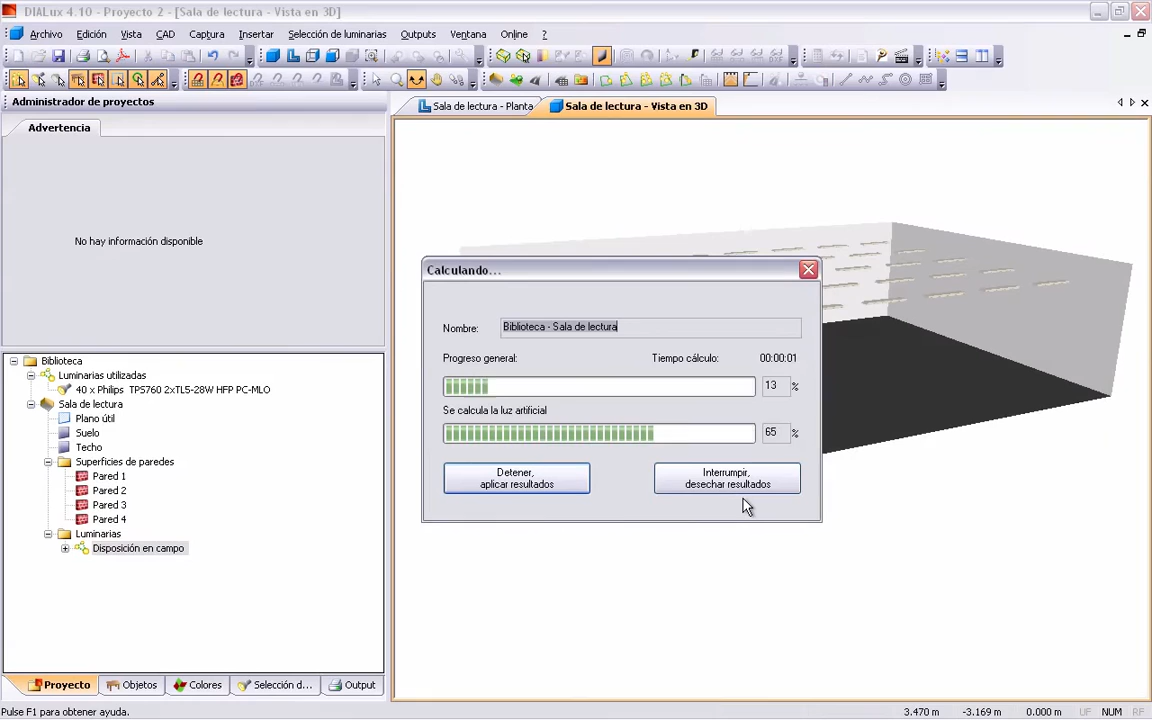 DIALux 4.10 - Proyecto 2 - [Sala de lectura - Vista en 3D]
Archivo Edición Vista CAD Captura Insertar Selección de luminarias Outputs Ventana Online ?
Administrador de proyectos
Sala de lectura - Planta Sala de lectura - Vista en 3D
Advertencia
No hay información disponible
Calculando...
Nombre: Biblioteca - Sala de lectura
Progreso general: Tiempo cálculo: 00:00:01
13 %
Se calcula la luz artificial
65 %
Detener,
aplicar resultados
Interrumpir,
desechar resultados
Biblioteca
Luminarias utilizadas
40 x Philips TPS760 2xTL5-28W HFP PC-MLO
Sala de lectura
Plano útil
Suelo
Techo
Superficies de paredes
Pared 1
Pared 2
Pared 3
Pared 4
Luminarias
Disposición en campo
Proyecto Objetos Colores Selección d... Output
Pulse F1 para obtener ayuda. 3.470 m -3.169 m 0.000 m UF NUM RF